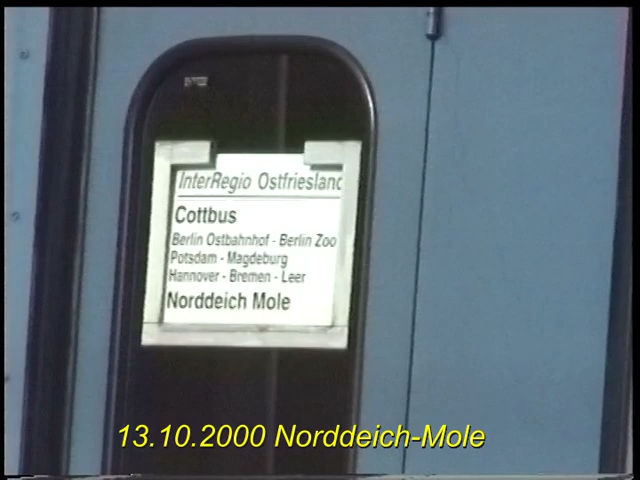 InterRegio Ostfriesland
Cottbus
Berlin Ostbahnhof - Berlin Zoo
Potsdam - Magdeburg
Hannover - Bremen - Leer
Norddeich Mole
13.10.2000 Norddeich-Mole